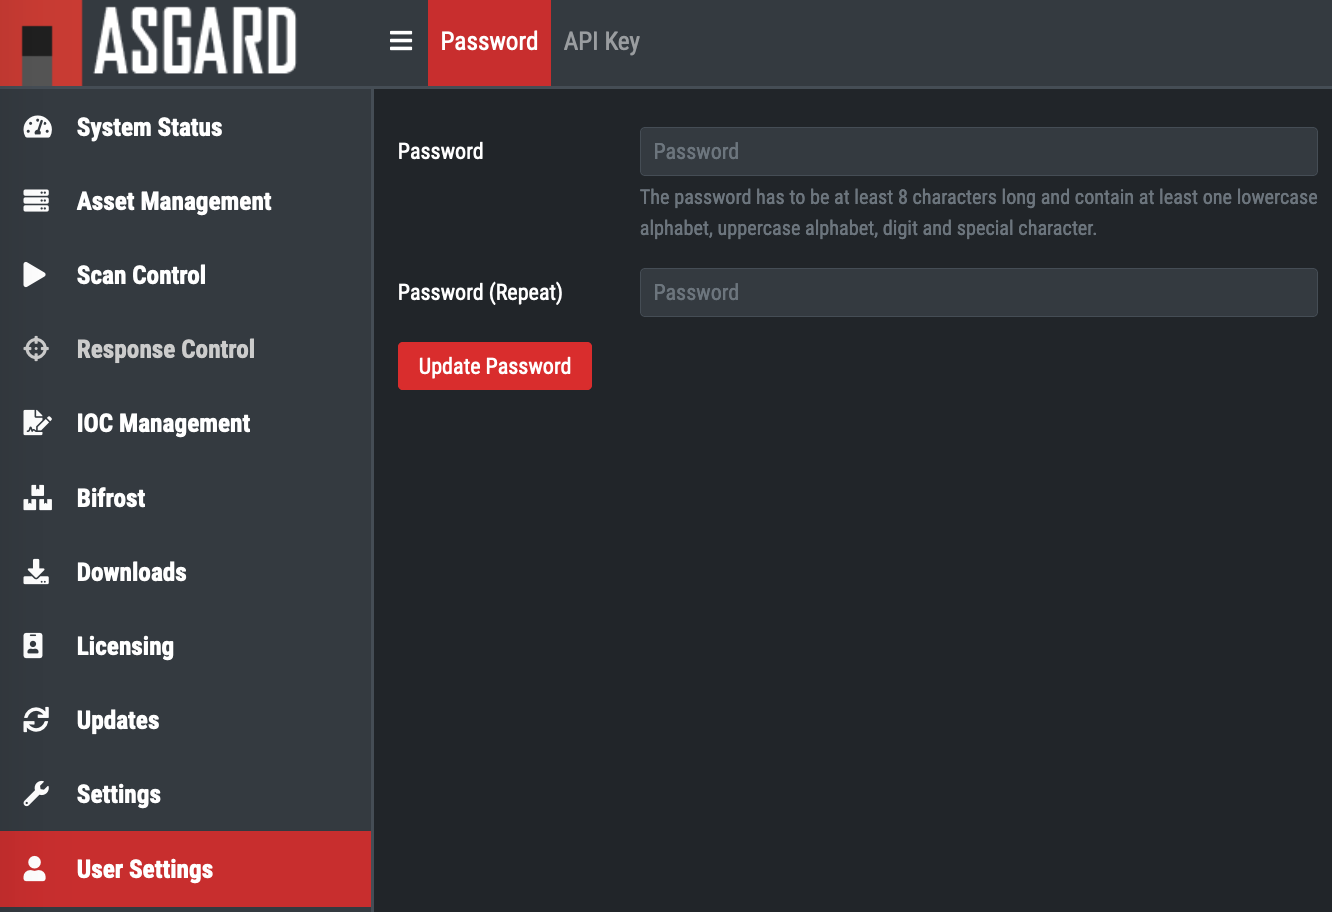 ASGARD
Password
API Key
System Status
Asset Management
Scan Control
Response Control
IOC Management
Bifrost
Downloads
Licensing
Updates
Settings
User Settings
Password
Password
The password has to be at least 8 characters long and contain at least one lowercase
alphabet, uppercase alphabet, digit and special character.
Password (Repeat)
Password
Update Password